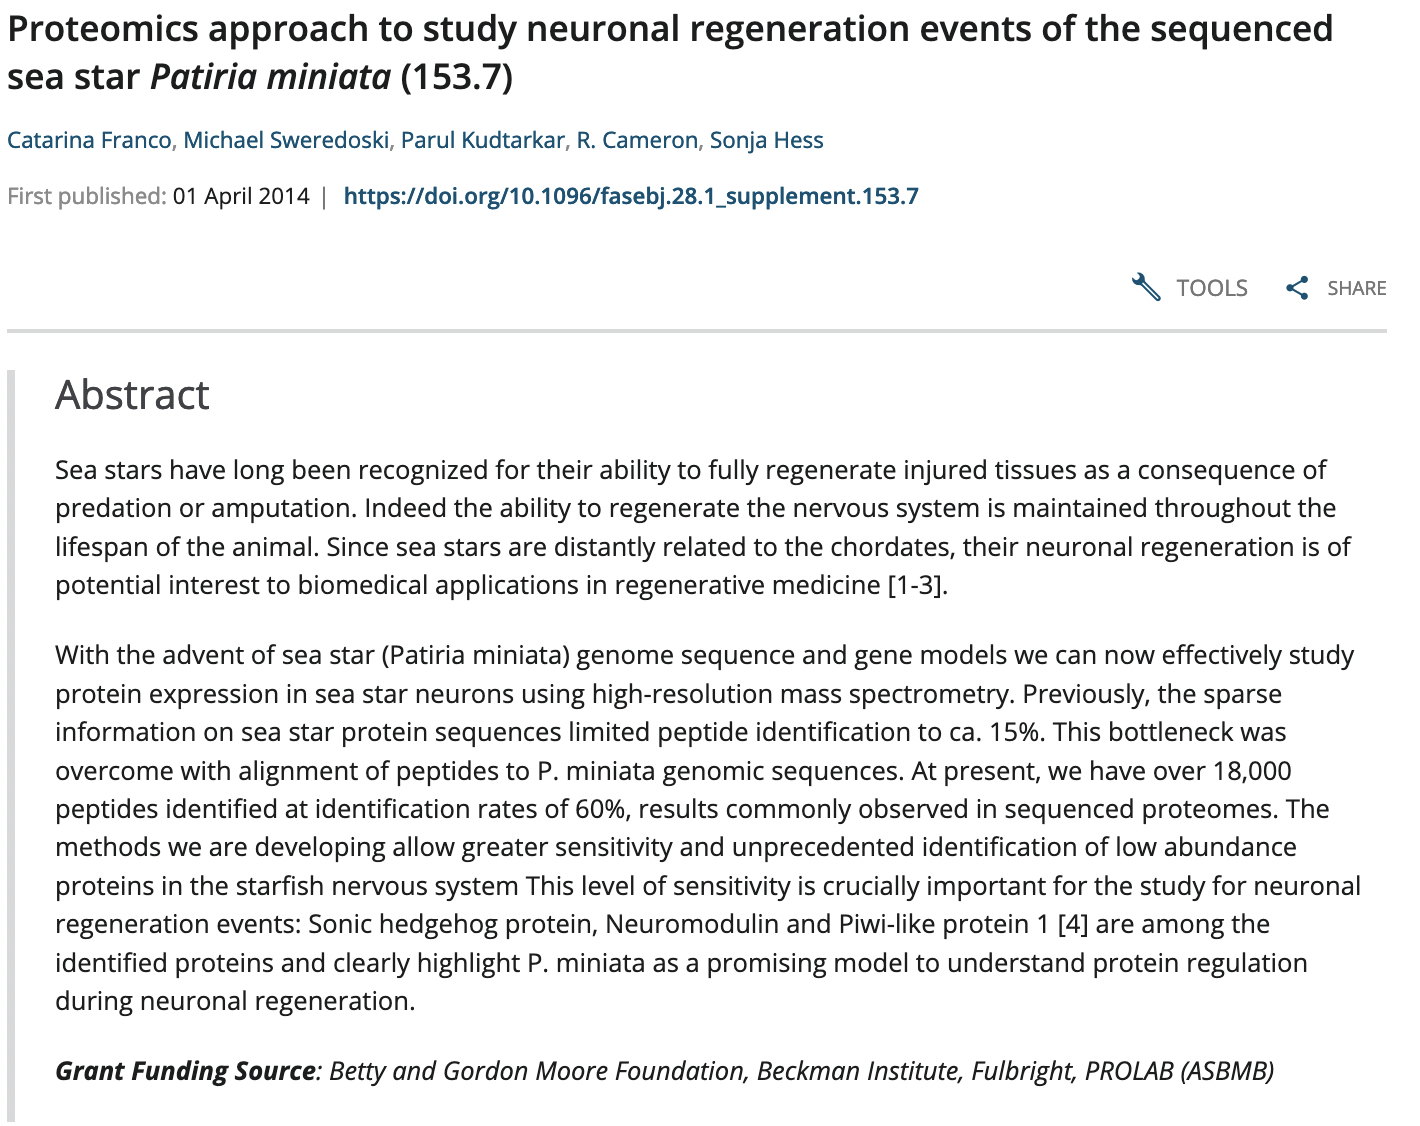 Proteomics approach to study neuronal regeneration events of the sequenced
sea star Patiria miniata (153.7)
Catarina Franco, Michael Sweredoski, Parul Kudtarkar, R. Cameron, Sonja Hess
First published: 01 April 2014 | https://doi.org/10.1096/fasebj.28.1_supplement.153.7
TOOLS SHARE
Abstract
Sea stars have long been recognized for their ability to fully regenerate injured tissues as a consequence of
predation or amputation. Indeed the ability to regenerate the nervous system is maintained throughout the
lifespan of the animal. Since sea stars are distantly related to the chordates, their neuronal regeneration is of
potential interest to biomedical applications in regenerative medicine [1-3].
With the advent of sea star (Patiria miniata) genome sequence and gene models we can now effectively study
protein expression in sea star neurons using high-resolution mass spectrometry. Previously, the sparse
information on sea star protein sequences limited peptide identification to ca. 15%. This bottleneck was
overcome with alignment of peptides to P. miniata genomic sequences. At present, we have over 18,000
peptides identified at identification rates of 60%, results commonly observed in sequenced proteomes. The
methods we are developing allow greater sensitivity and unprecedented identification of low abundance
proteins in the starfish nervous system This level of sensitivity is crucially important for the study for neuronal
regeneration events: Sonic hedgehog protein, Neuromodulin and Piwi-like protein 1 [4] are among the
identified proteins and clearly highlight P. miniata as a promising model to understand protein regulation
during neuronal regeneration.
Grant Funding Source: Betty and Gordon Moore Foundation, Beckman Institute, Fulbright, PROLAB (ASBMB)